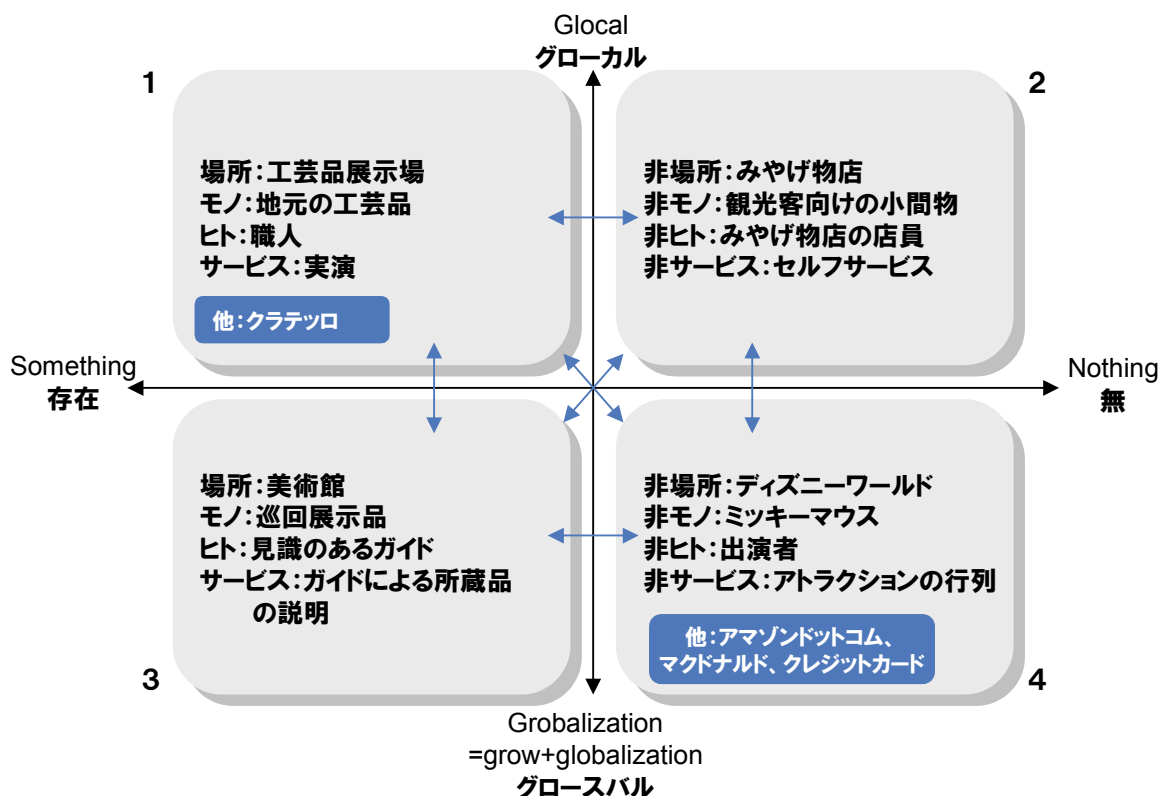 Glocal
グローカル
1
2
場所：工芸品展示場
モノ：地元の工芸品
ヒト：職人
サービス：実演
他：クラテッロ
非場所：みやげ物店
非モノ：観光客向けの小間物
非ヒト：みやげ物店の店員
非サービス：セルフサービス
Something
存在
Nothing
無
場所：美術館
モノ：巡回展示品
ヒト：見識のあるガイド
サービス：ガイドによる所蔵品
の説明
非場所：ディズニーワールド
非モノ：ミッキーマウス
非ヒト：出演者
非サービス：アトラクションの行列
他：アマゾンドットコム、
マクドナルド、クレジットカード
3
4
Grobalization
=grow+globalization
グロースバル